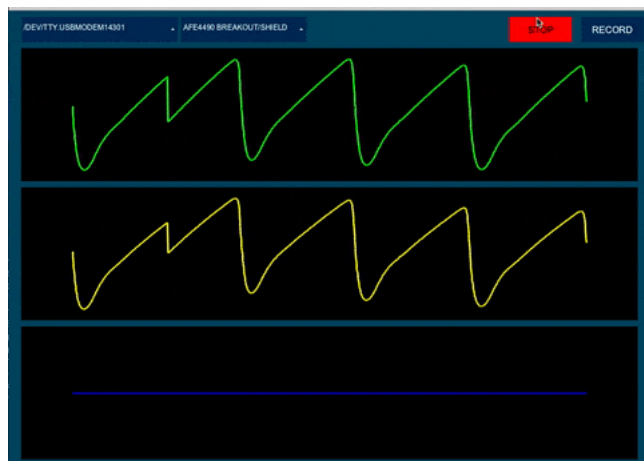 /DEV/TTY.USBMODEM14301
AFE4490 BREAKOUT/SHIELD
STOP
RECORD